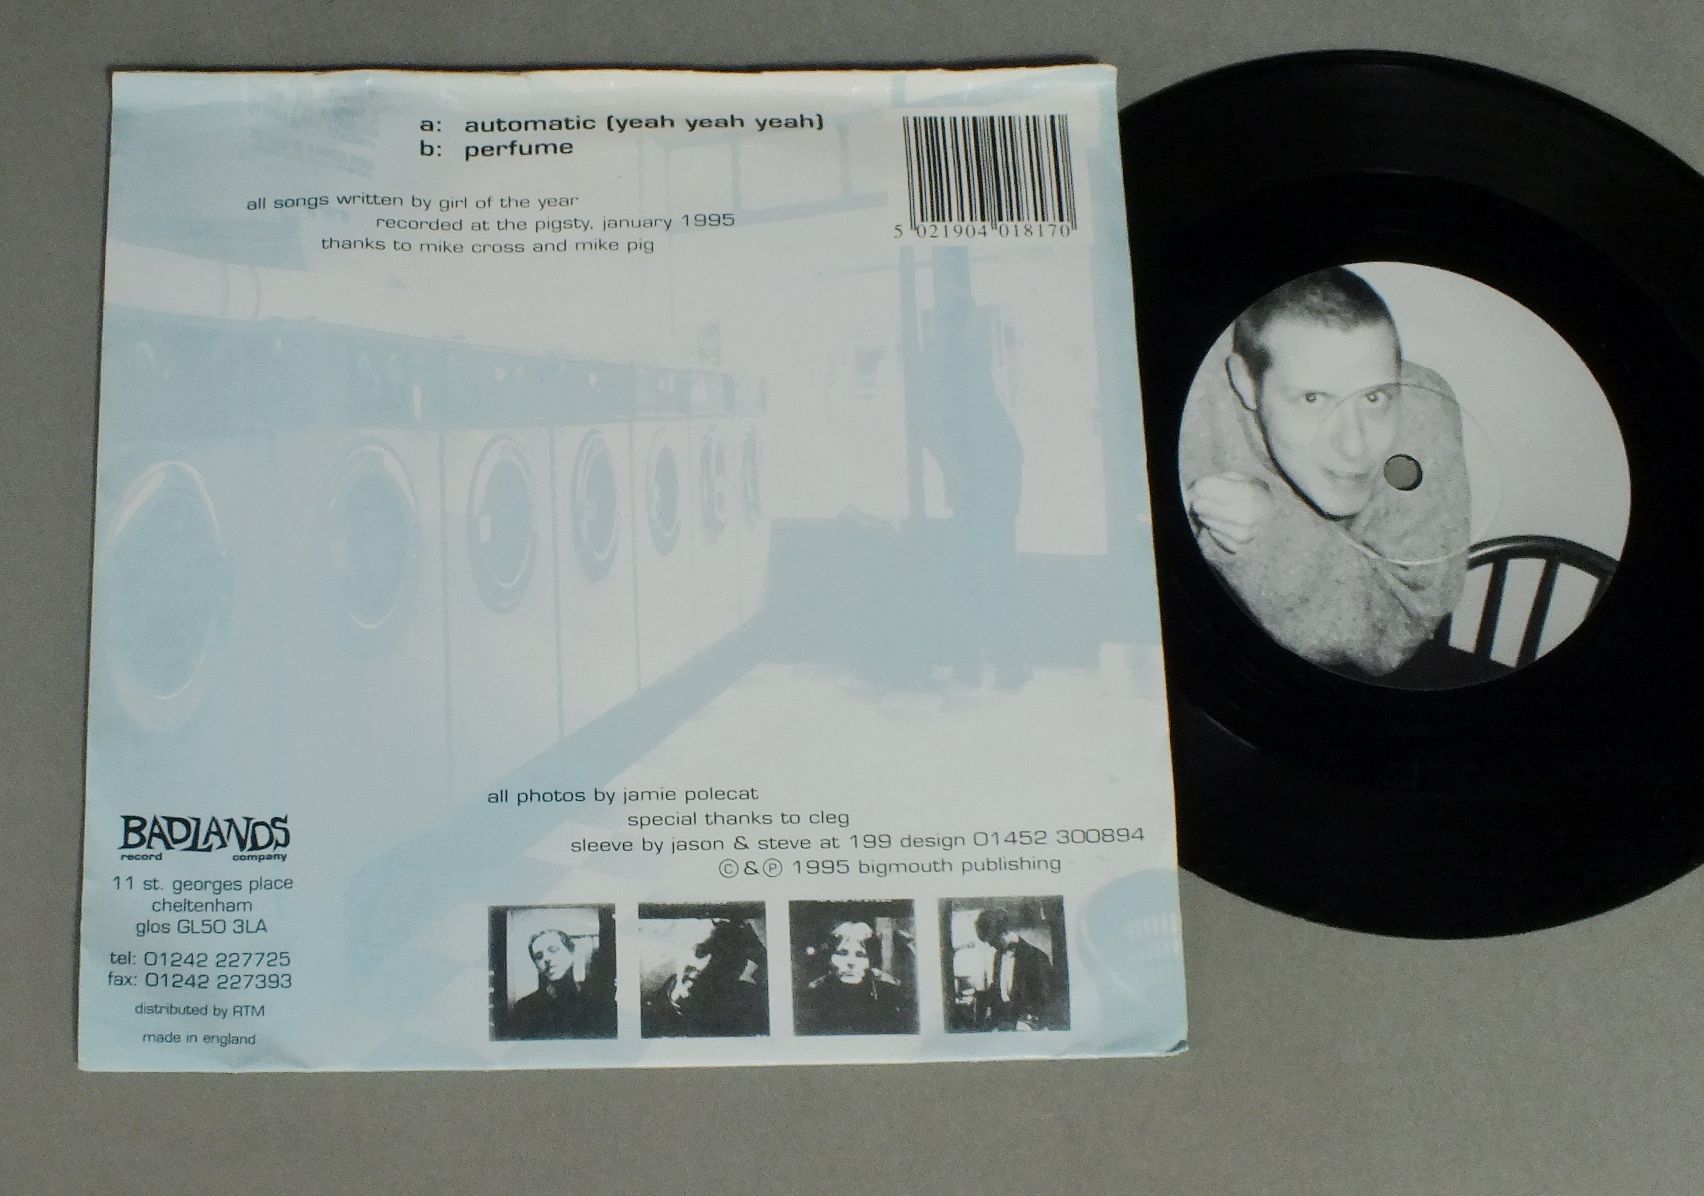 a: automatic (yeah yeah yeah)
b: perfume
all songs written by girl of the year
recorded at the pigsty, january 1995
thanks to mike cross and mike pig
5 021904 018170
all photos by jamie polecat
special thanks to cleg
sleeve by jason & steve at 199 design 01452 300894
©&℗ 1995 bigmouth publishing
BADLANDS
record company
11 st. georges place
cheltenham
glos GL50 3LA
tel: 01242 227725
fax: 01242 227393
distributed by RTM
made in england